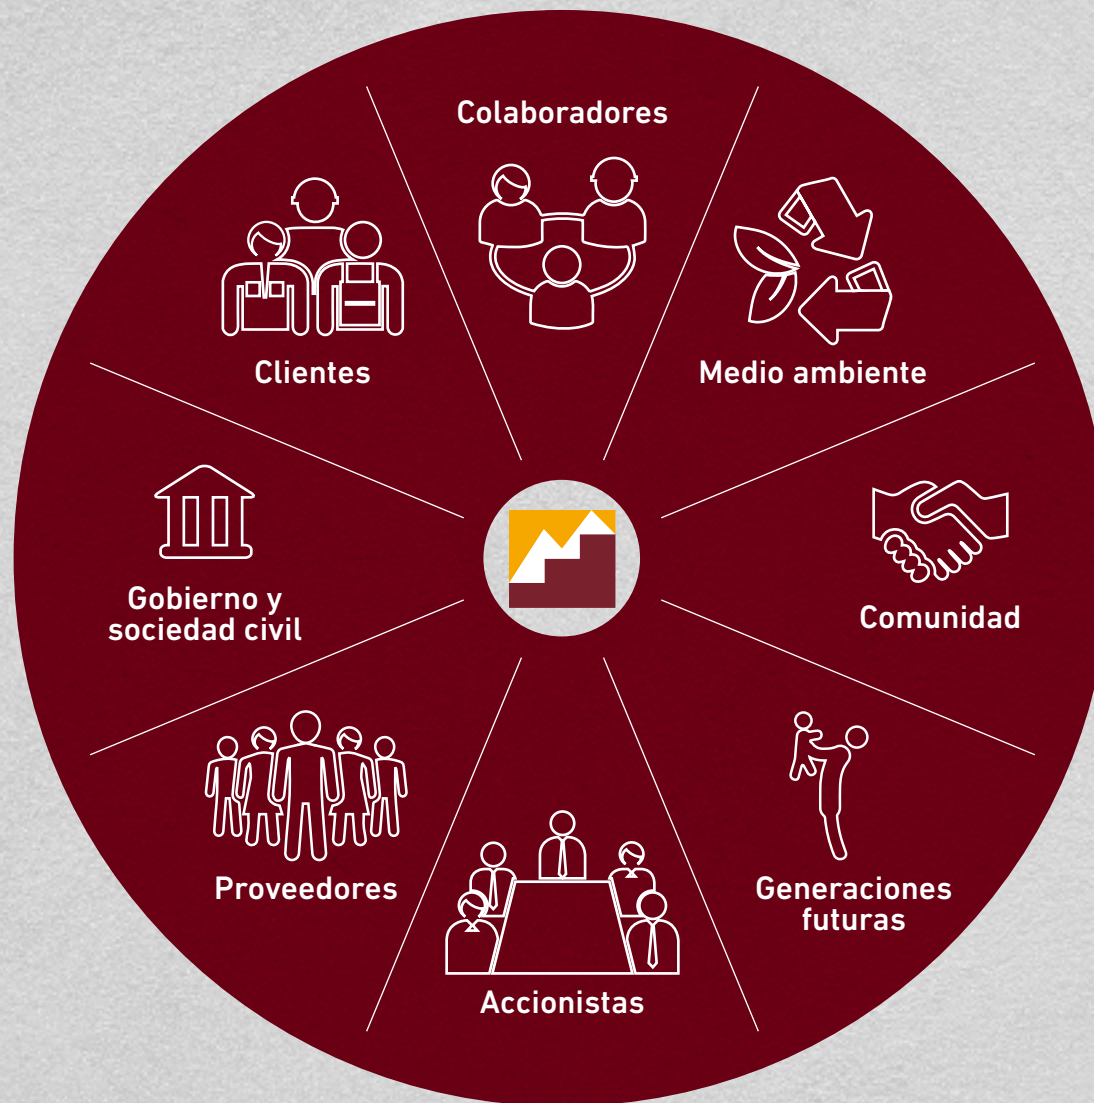 Colaboradores
Clientes
Medio ambiente
Gobierno y
sociedad civil
Comunidad
Proveedores
Generaciones
futuras
Accionistas